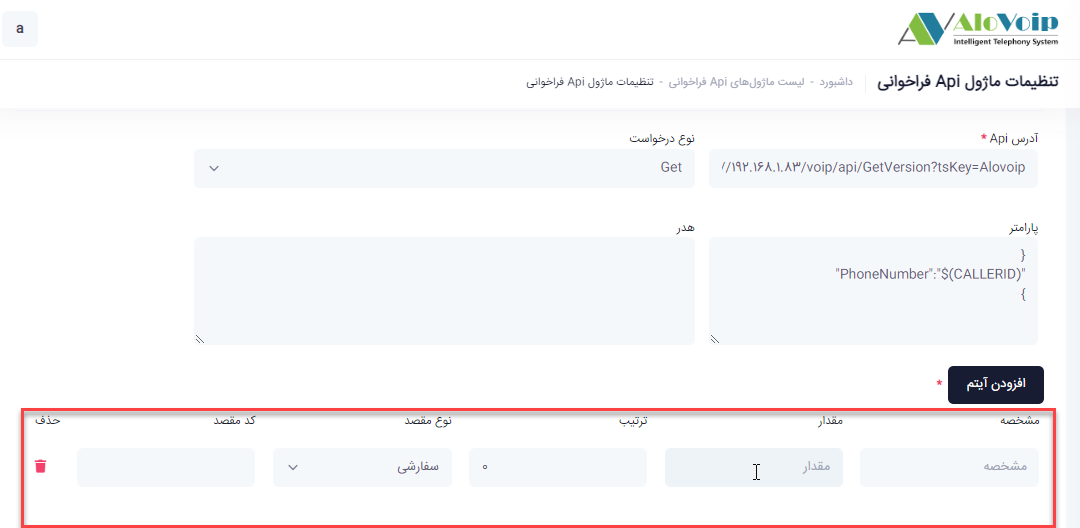 AloVoip
Intelligent Telephony System
a
تنظیمات ماژول Api فراخوانی
داشبورد - لیست ماژول‌های Api فراخوانی - تنظیمات ماژول Api فراخوانی
آدرس Api *
نوع درخواست
//۱۹۲.۱۶۸.۱.۸۳/voip/api/GetVersion?tsKey=Alovoip
Get
پارامتر
هدر
{
"PhoneNumber":"$(CALLERID)"
}
افزودن آیتم *
مشخصه مقدار ترتیب نوع مقصد کد مقصد حذف
مشخصه مقدار ۰ سفارشی